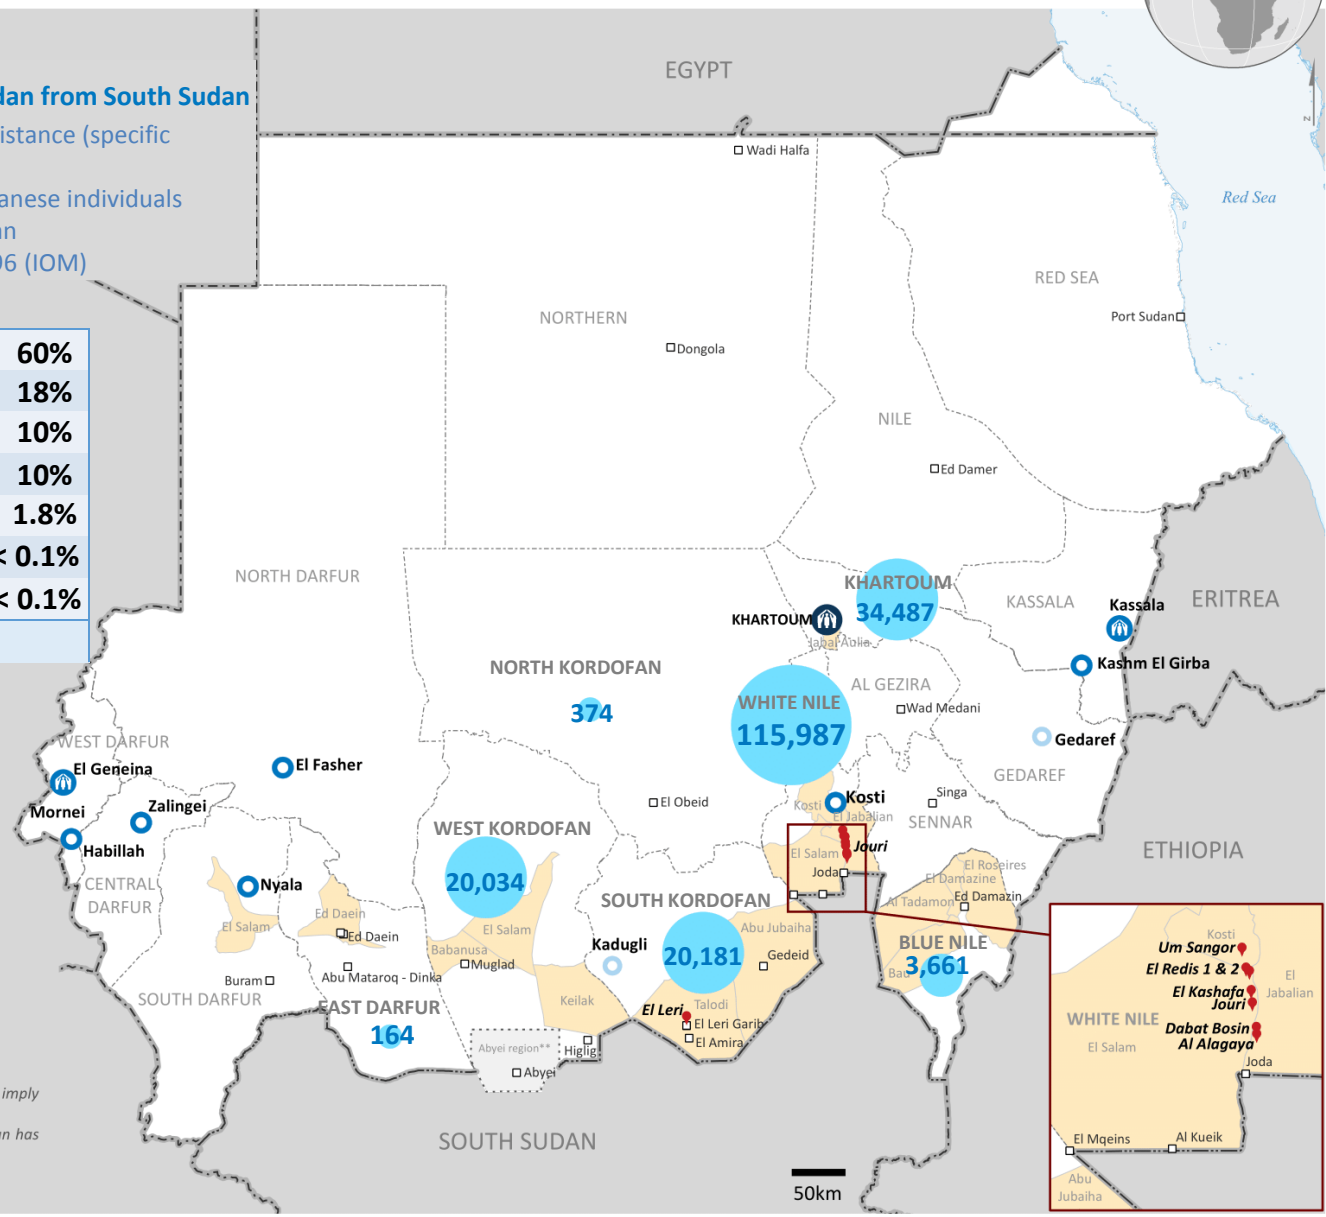 EGYPT
dan from South Sudan
istance (specific
anese individuals
an
96 (IOM)
60%
18%
10%
10%
1.8%
< 0.1%
< 0.1%
N
Wadi Halfa
Red Sea
RED SEA
Port Sudan
NORTHERN
Dongola
NILE
Ed Damer
NORTH DARFUR
KHARTOUM
34,487
KHARTOUM
Jabal Aulia
KASSALA
Kassala
ERITREA
Kashm El Girba
NORTH KORDOFAN
374
WHITE NILE
115,987
AL GEZIRA
Wad Medani
Gedaref
GEDAREF
WEST DARFUR
El Geneina
El Fasher
Mornei
Zalingei
Habillah
El Obeid
Kosti
Kosti
El Jabalian
Singa
SENNAR
WEST KORDOFAN
20,034
El Salam
Jouri
Joda
ETHIOPIA
CENTRAL
DARFUR
Nyala
El Salam
Ed Daein
Ed Daein
El Salam
Babanusa
Muglad
SOUTH KORDOFAN
20,181
Abu Jubaiha
Gedeid
Kadugli
El Roseires
El Damazine
Al Tadamon
Ed Damazin
BLUE NILE
3,661
Bau
Buram
Abu Mataroq - Dinka
SOUTH DARFUR
EAST DARFUR
164
Keilak
Talodi
El Leri
El Leri Garib
El Amira
Abyei region**
Higlig
Abyei
SOUTH SUDAN
50km
Kosti
Um Sangor
El Redis 1 & 2
El
Jabalian
El Kashafa
Jouri
WHITE NILE
Dabat Bosin
El Salam
Al Alagaya
Joda
El Mqeins
Al Kueik
Abu
Jubaiha
imply
an has